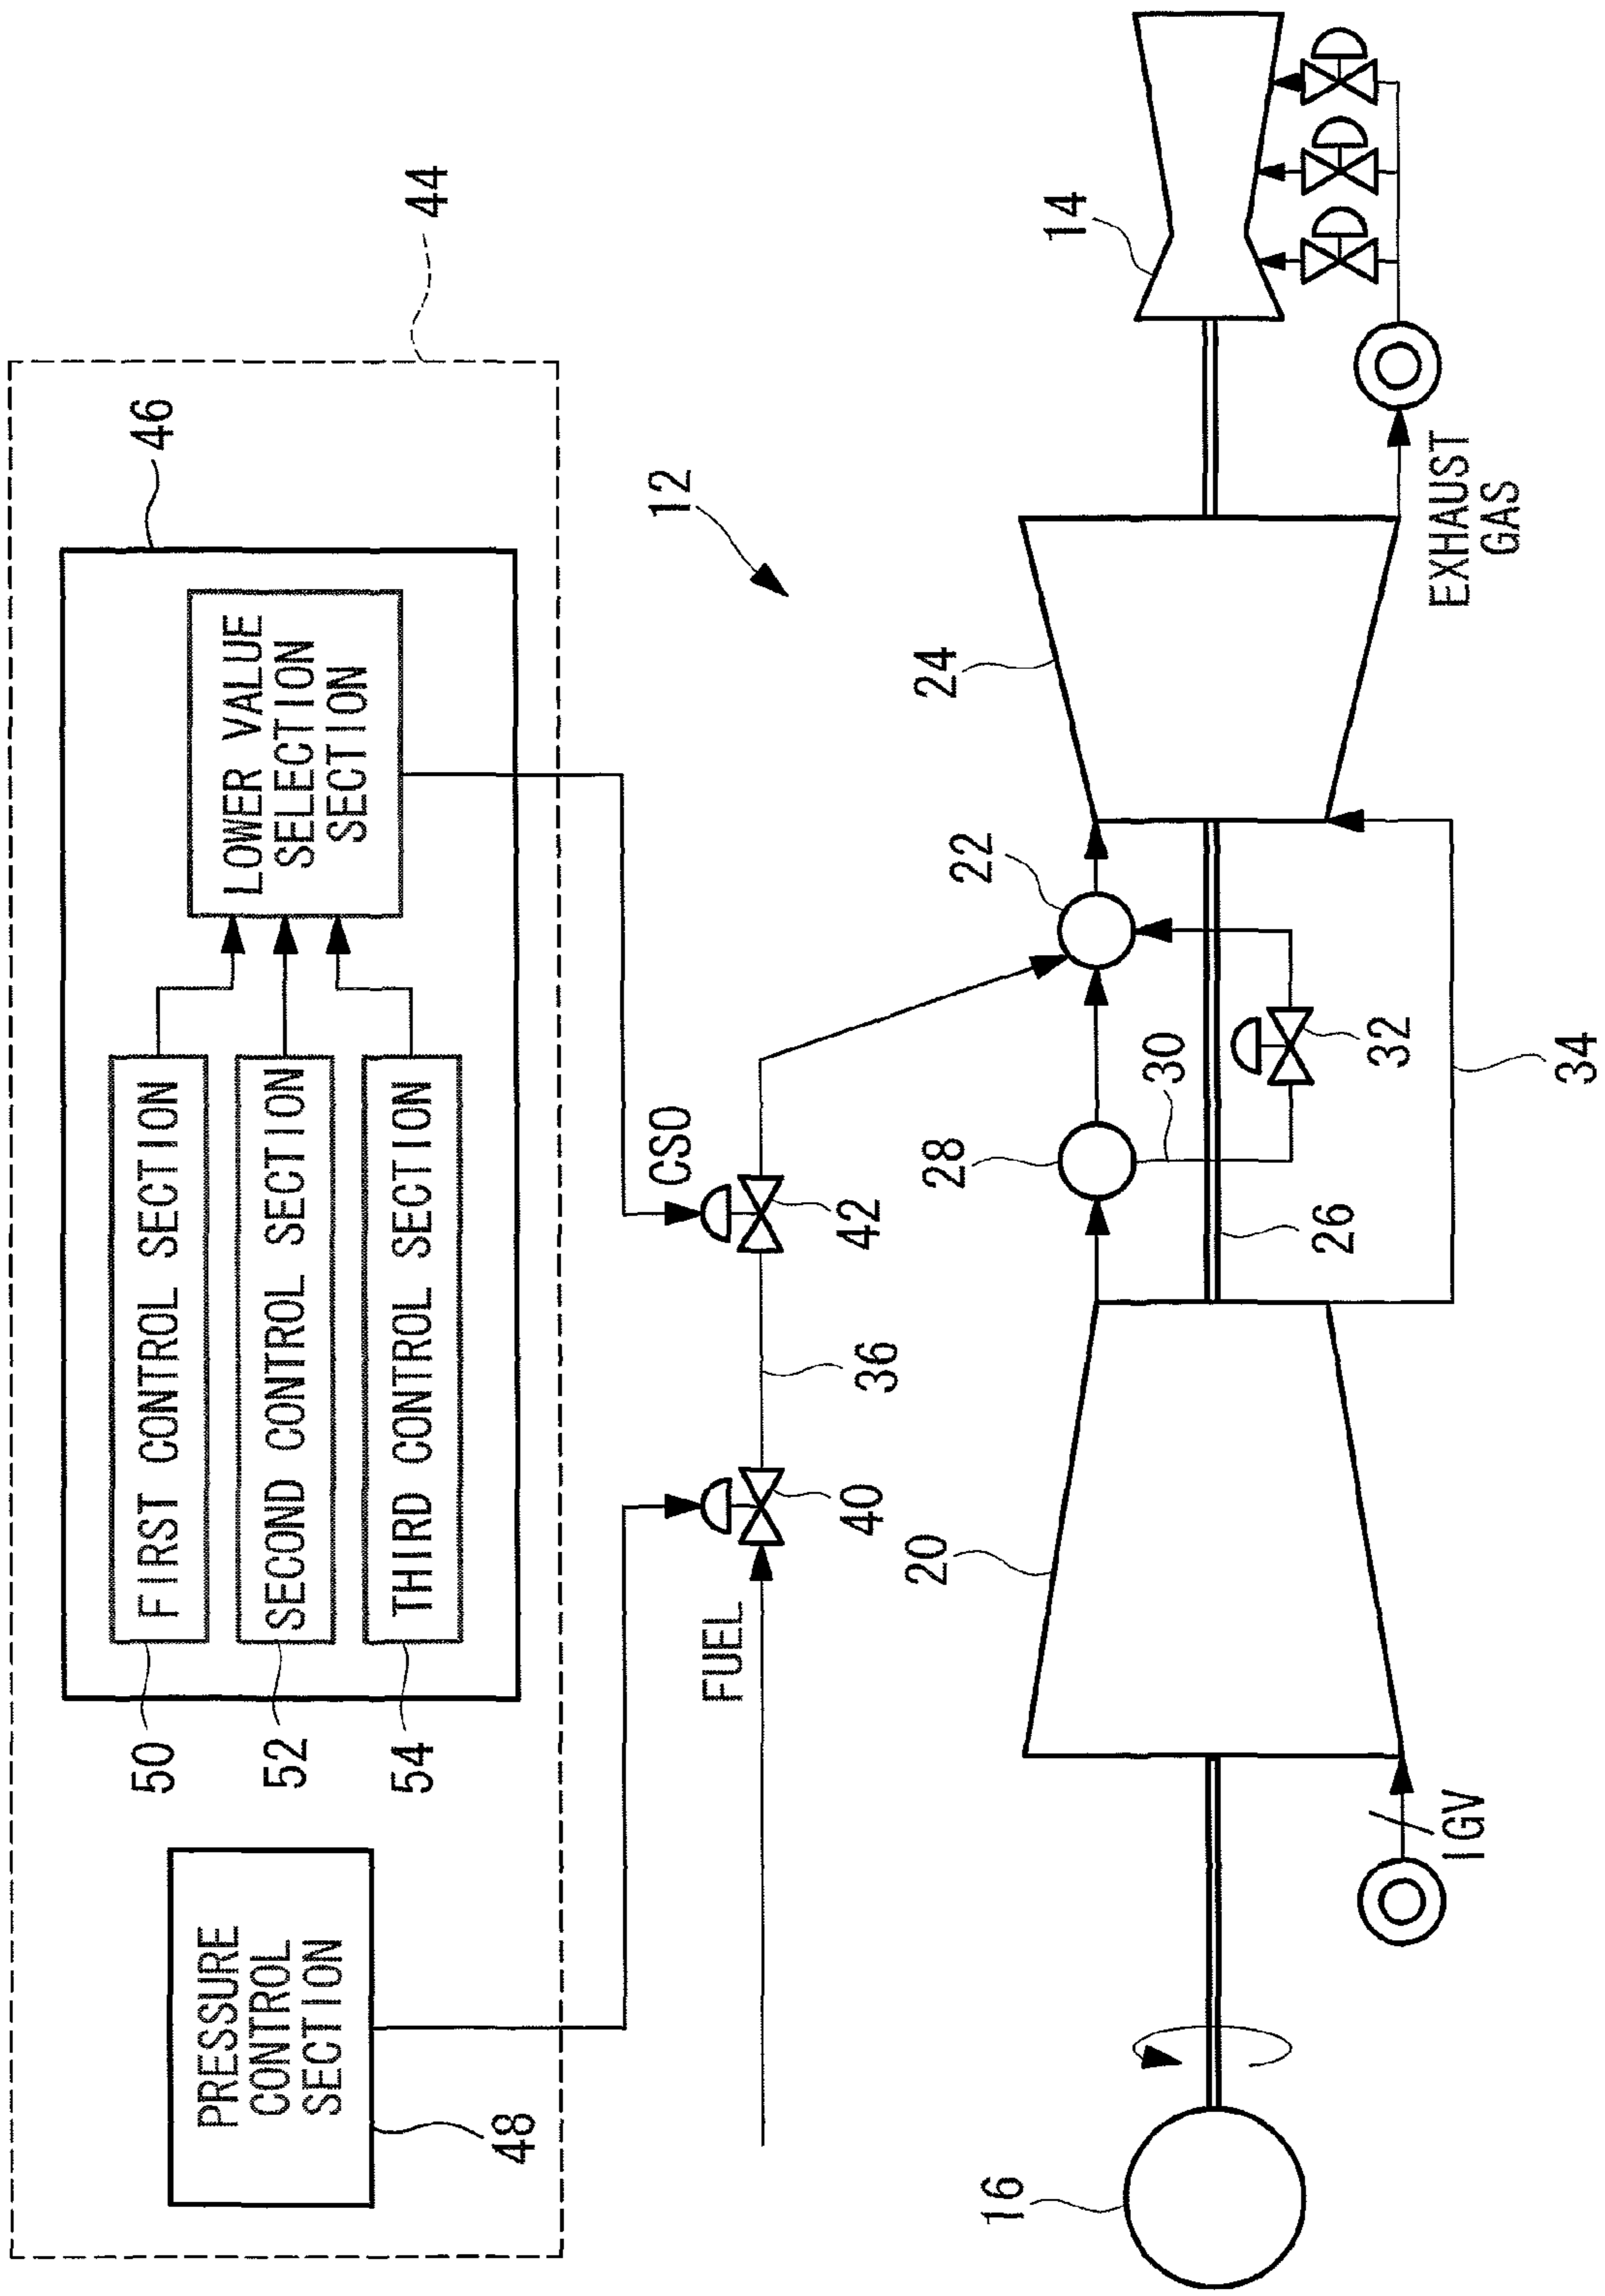 44
46
PRESSURE
CONTROL
SECTION
48
50
FIRST CONTROL SECTION
52
SECOND CONTROL SECTION
54
THIRD CONTROL SECTION
LOWER VALUE
SELECTION
SECTION
12
FUEL
40
36
CSO
42
16
20
28
22
24
14
30
32
26
34
IGV
EXHAUST
GAS